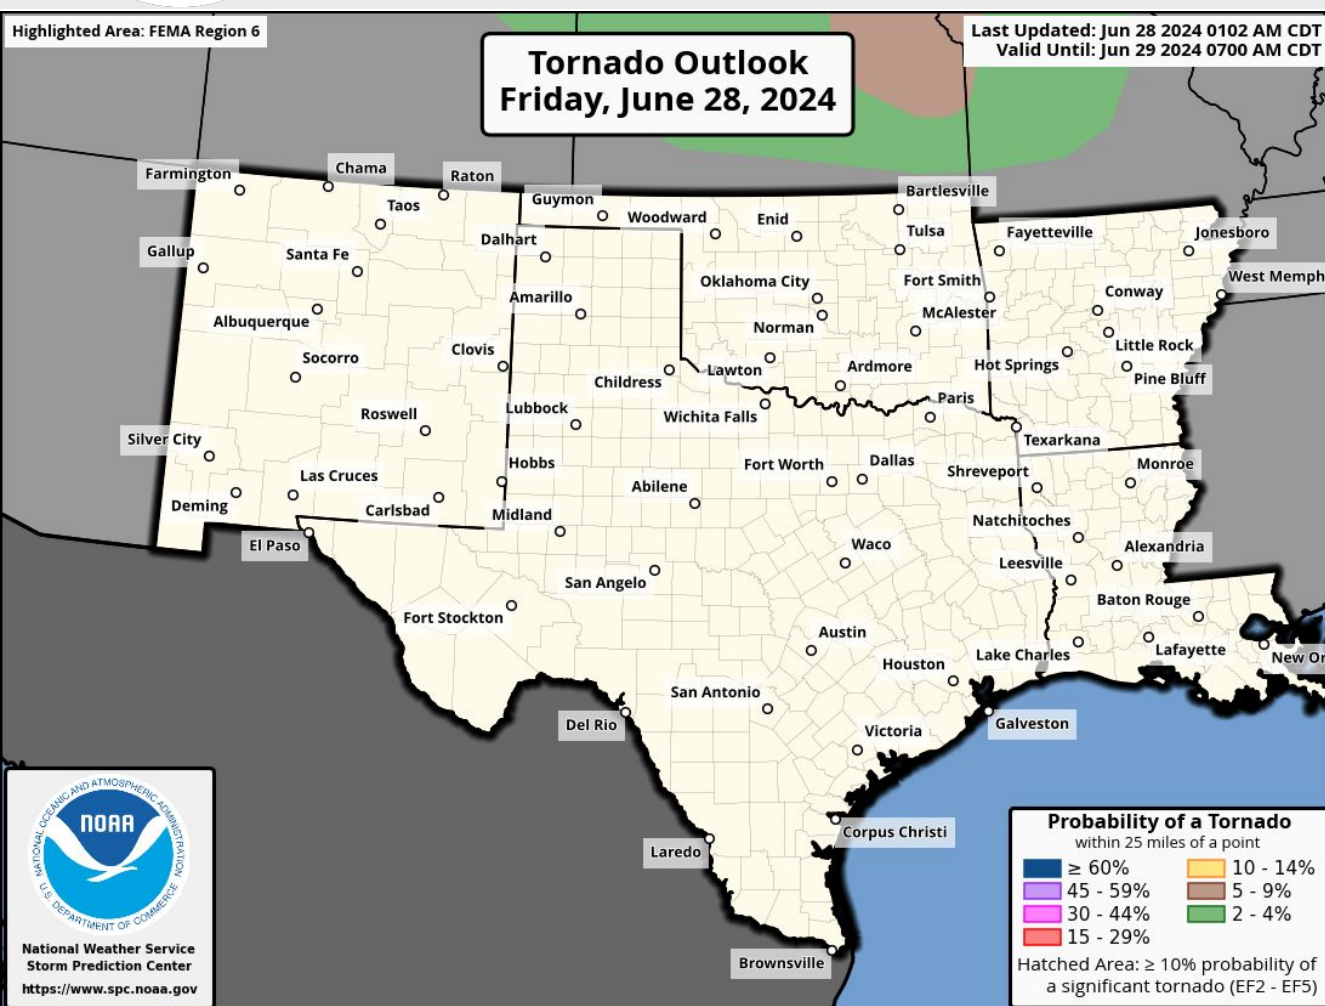 Highlighted Area: FEMA Region 6
Last Updated: Jun 28 2024 0102 AM CDT
Valid Until: Jun 29 2024 0700 AM CDT
Tornado Outlook
Friday, June 28, 2024
Farmington
Chama
Raton
Taos
Guymon
Woodward
Enid
Bartlesville
Tulsa
Fayetteville
Jonesboro
Gallup
Santa Fe
Dalhart
Oklahoma City
Fort Smith
West Memph
Conway
Amarillo
Albuquerque
Norman
McAlester
Little Rock
Socorro
Clovis
Childress
Lawton
Ardmore
Hot Springs
Pine Bluff
Roswell
Lubbock
Wichita Falls
Paris
Silver City
Texarkana
Hobbs
Fort Worth
Dallas
Shreveport
Monroe
Las Cruces
Abilene
Deming
Carlsbad
Midland
Natchitoches
El Paso
Waco
Alexandria
Leesville
San Angelo
Baton Rouge
Fort Stockton
Austin
Lake Charles
Lafayette
New Or
Houston
San Antonio
Del Rio
Galveston
Victoria
Corpus Christi
Laredo
Brownsville
NATIONAL OCEANIC AND ATMOSPHERIC ADMINISTRATION
NOAA
U.S. DEPARTMENT OF COMMERCE
National Weather Service
Storm Prediction Center
https://www.spc.noaa.gov
Probability of a Tornado
within 25 miles of a point
≥ 60%
10 - 14%
45 - 59%
5 - 9%
30 - 44%
2 - 4%
15 - 29%
Hatched Area: ≥ 10% probability of
a significant tornado (EF2 - EF5)